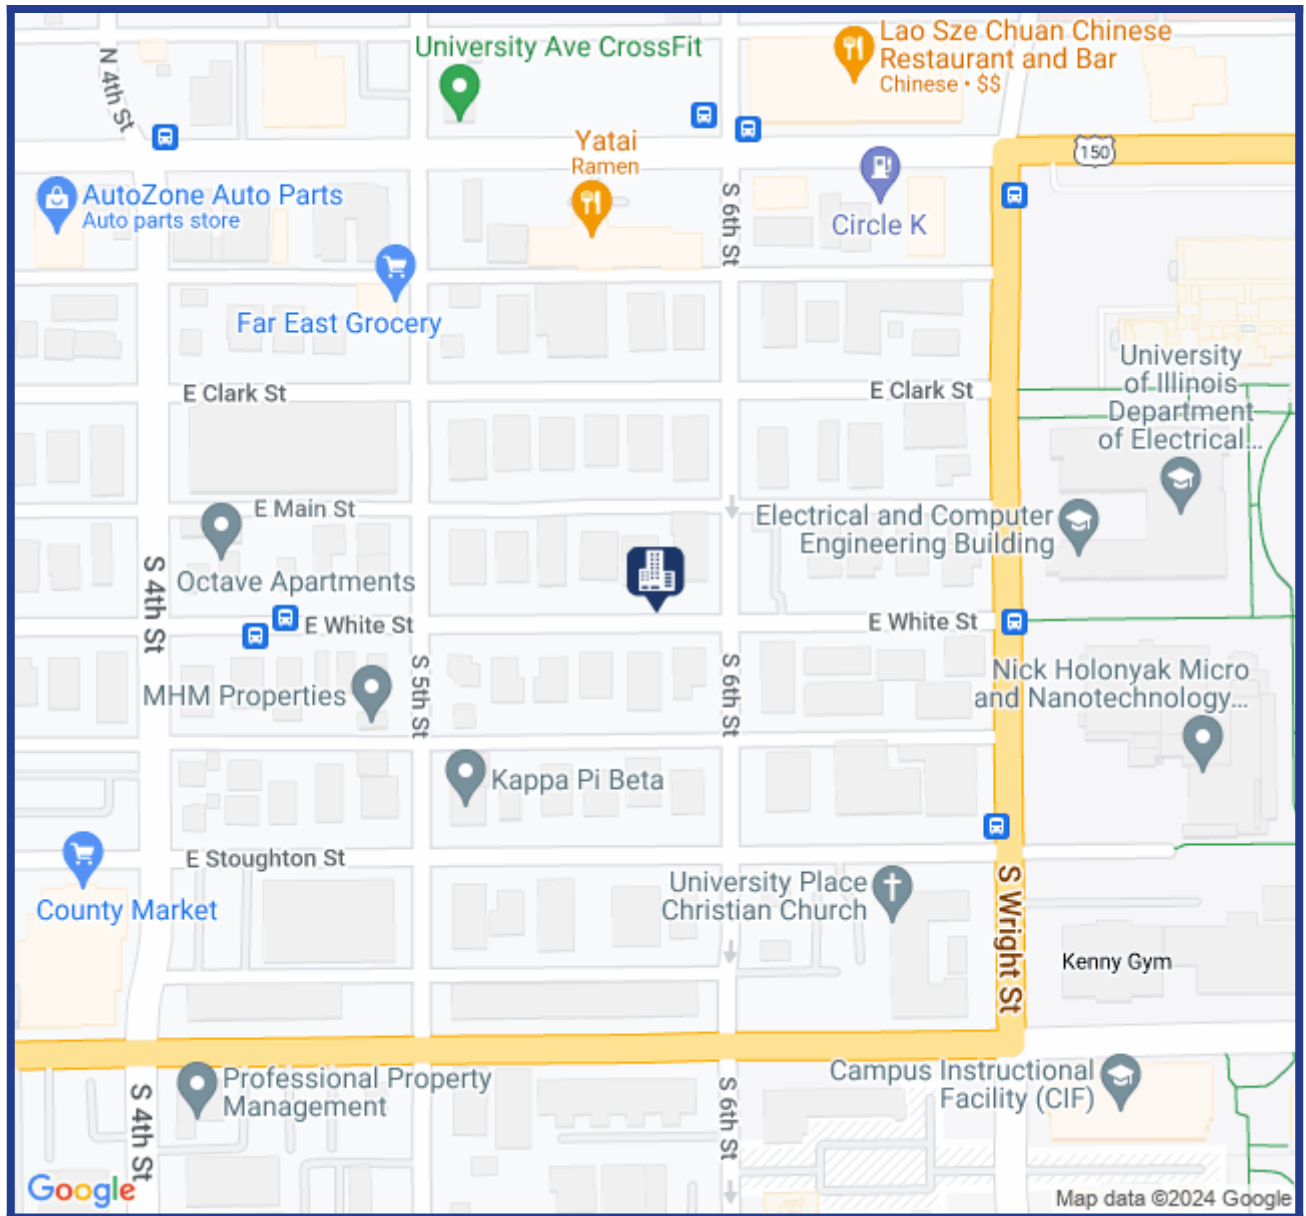 Lao Sze Chuan Chinese
Restaurant and Bar
Chinese • $$
University Ave CrossFit
N 4th St
Yatai
Ramen
150
AutoZone Auto Parts
Auto parts store
S 6th St
Circle K
Far East Grocery
University
of Illinois
Department
of Electrical...
E Clark St
E Clark St
E Main St
Electrical and Computer
Engineering Building
S 4th St
Octave Apartments
E White St
E White St
S 5th St
S 6th St
MHM Properties
Nick Holonyak Micro
and Nanotechnology...
Kappa Pi Beta
E Stoughton St
County Market
University Place
Christian Church
S Wright St
Kenny Gym
Professional Property
Management
S 4th St
S 6th St
Campus Instructional
Facility (CIF)
Google
Map data ©2024 Google